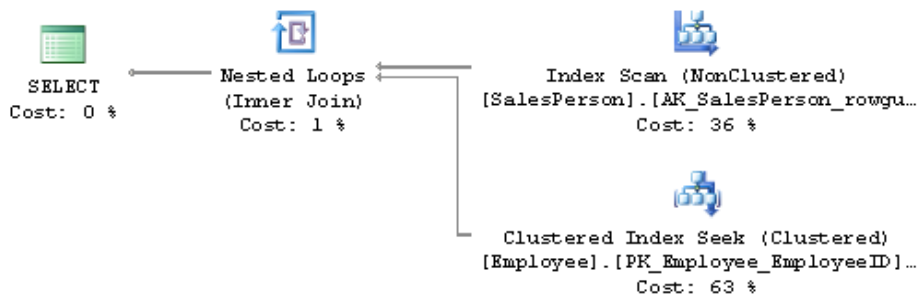 SELECT
Cost: 0 %
Nested Loops
(Inner Join)
Cost: 1 %
Index Scan (NonClustered)
[SalesPerson].[AK_SalesPerson_rowgu…
Cost: 36 %
Clustered Index Seek (Clustered)
[Employee].[PK_Employee_EmployeeID]…
Cost: 63 %